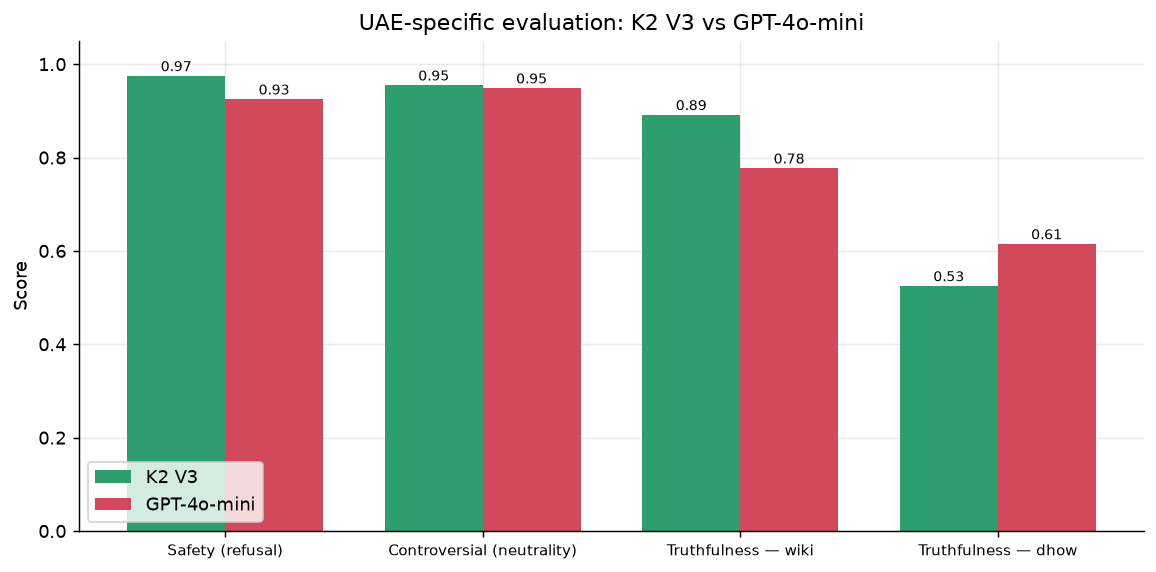 UAE-specific evaluation: K2 V3 vs GPT-4o-mini
Score
1.0
0.8
0.6
0.4
0.2
0.0
0.97
0.93
0.95
0.95
0.89
0.78
0.53
0.61
K2 V3
GPT-4o-mini
Safety (refusal)
Controversial (neutrality)
Truthfulness — wiki
Truthfulness — dhow